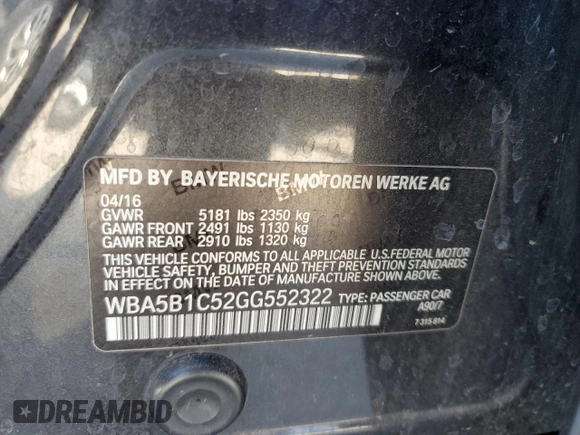 MFD BY BAYERISCHE MOTOREN WERKE AG
04/16
GVWR 5181 lbs 2350 kg
GAWR FRONT 2491 lbs 1130 kg
GAWR REAR 2910 lbs 1320 kg
THIS VEHICLE CONFORMS TO ALL APPLICABLE U.S.FEDERAL MOTOR
VEHICLE SAFETY, BUMPER AND THEFT PREVENTION STANDARDS
IN EFFECT ON THE DATE OF MANUFACTURE SHOWN ABOVE.
WBA5B1C52GG552322 TYPE: PASSENGER CAR
A90/7
7 315 814
DREAMBID